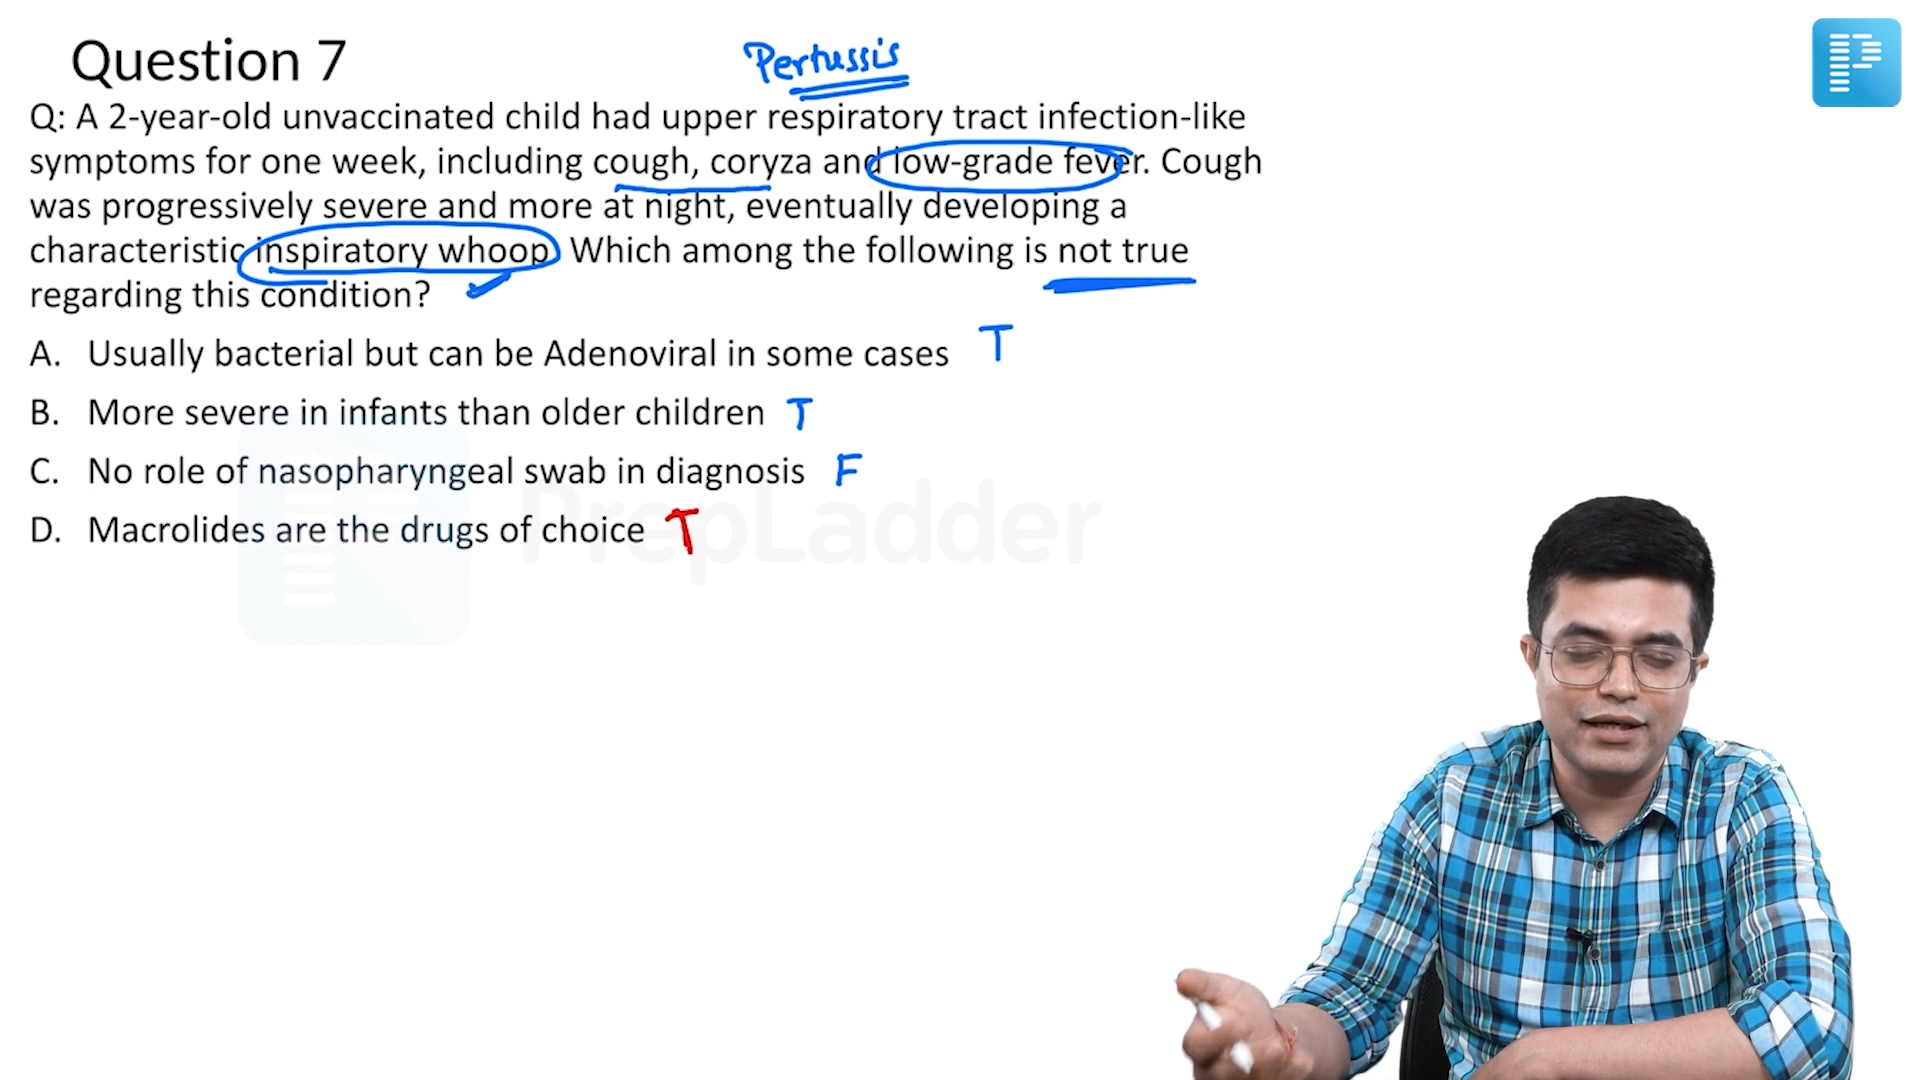 Question 7
Pertussis
Q: A 2-year-old unvaccinated child had upper respiratory tract infection-like
symptoms for one week, including cough, coryza and low-grade fever. Cough
was progressively severe and more at night, eventually developing a
characteristic inspiratory whoop. Which among the following is not true
regarding this condition?
A. Usually bacterial but can be Adenoviral in some cases T
B. More severe in infants than older children T
C. No role of nasopharyngeal swab in diagnosis F
D. Macrolides are the drugs of choice T
PrepLadder